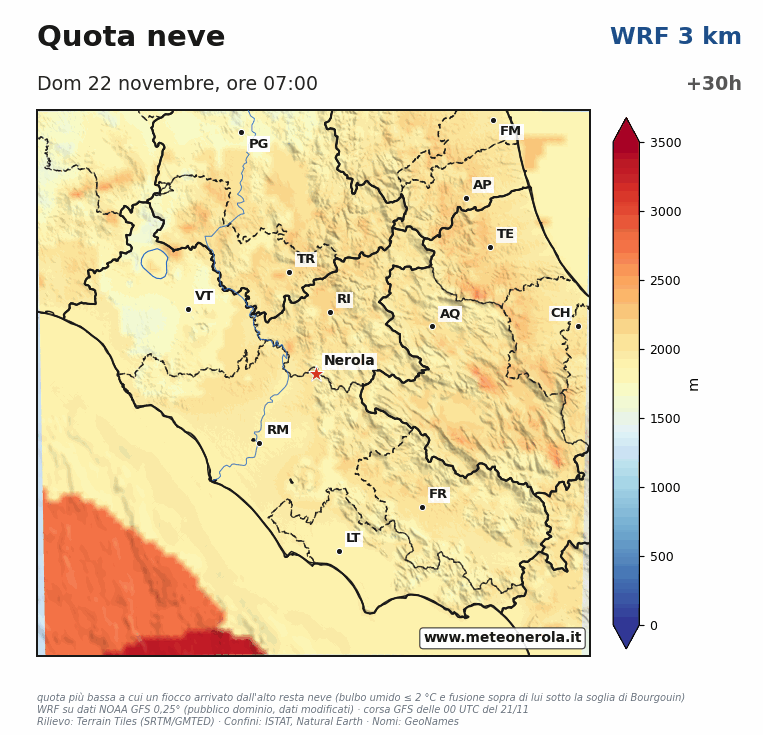 Quota neve
WRF 3 km
Dom 22 novembre, ore 07:00
+30h
FM
PG
AP
TE
TR
VT
RI
AQ
CH
Nerola
RM
FR
LT
www.meteonerola.it
3500
3000
2500
2000
1500
1000
500
0
m
quota più bassa a cui un fiocco arrivato dall'alto resta neve (bulbo umido ≤ 2 °C e fusione sopra di lui sotto la soglia di Bourgouin)
WRF su dati NOAA GFS 0,25° (pubblico dominio, dati modificati) · corsa GFS delle 00 UTC del 21/11
Rilievo: Terrain Tiles (SRTM/GMTED) · Confini: ISTAT, Natural Earth · Nomi: GeoNames